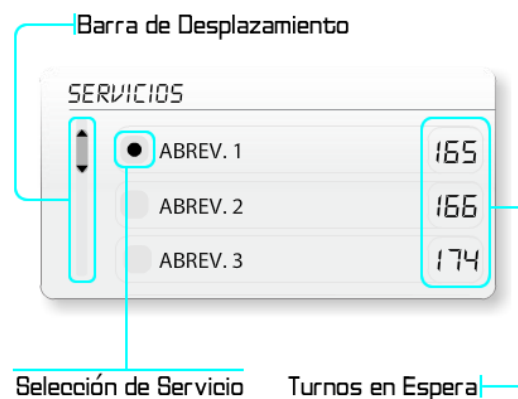 Barra de Desplazamiento
SERVICIOS
ABREV. 1 165
ABREV. 2 166
ABREV. 3 174
Selección de Servicio Turnos en Espera